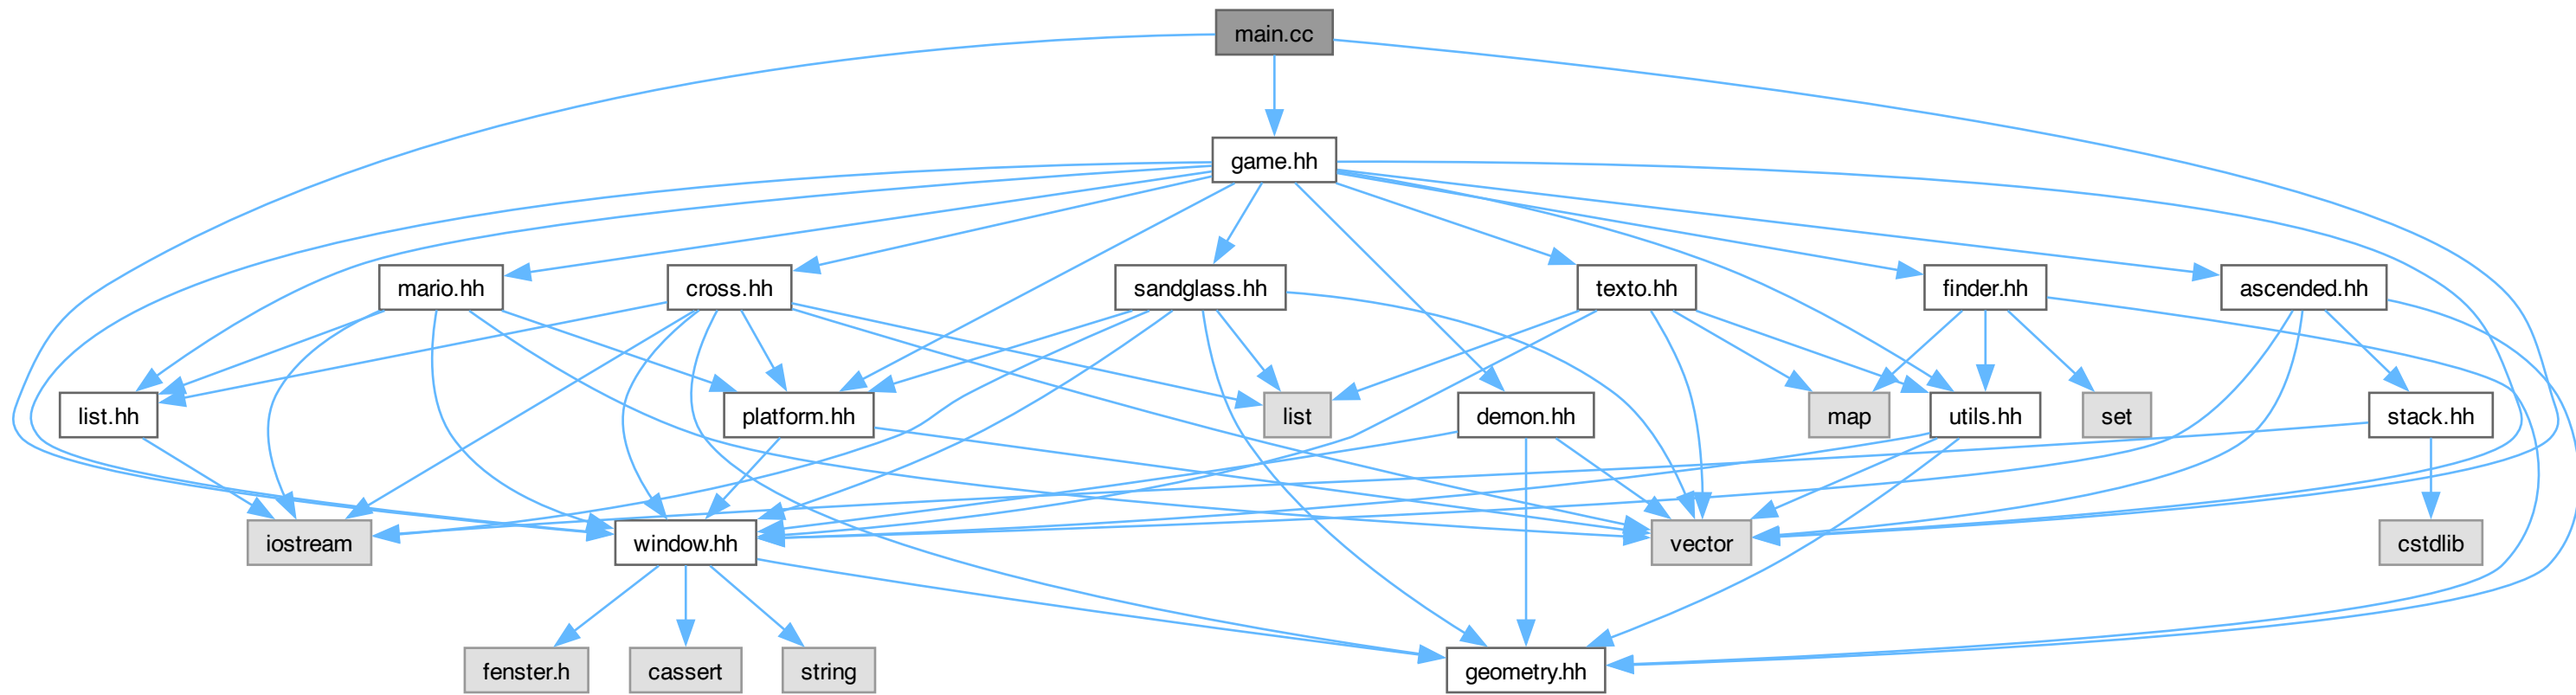 main.cc
game.hh
mario.hh
cross.hh
sandglass.hh
texto.hh
finder.hh
ascended.hh
list.hh
platform.hh
list
demon.hh
map
utils.hh
set
stack.hh
iostream
window.hh
vector
cstdlib
fenster.h
cassert
string
geometry.hh